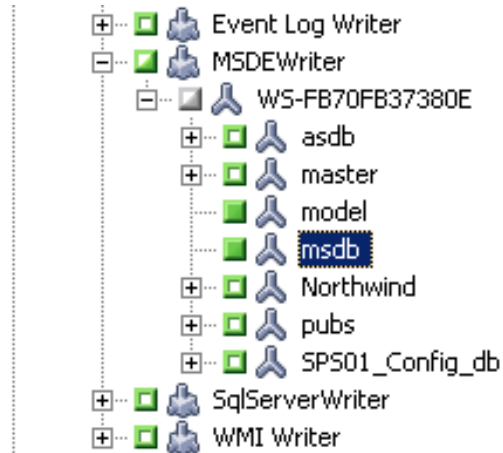 Event Log Writer
MSDEWriter
WS-FB70FB37380E
asdb
master
model
msdb
Northwind
pubs
SPS01_Config_db
SqlServerWriter
WMI Writer